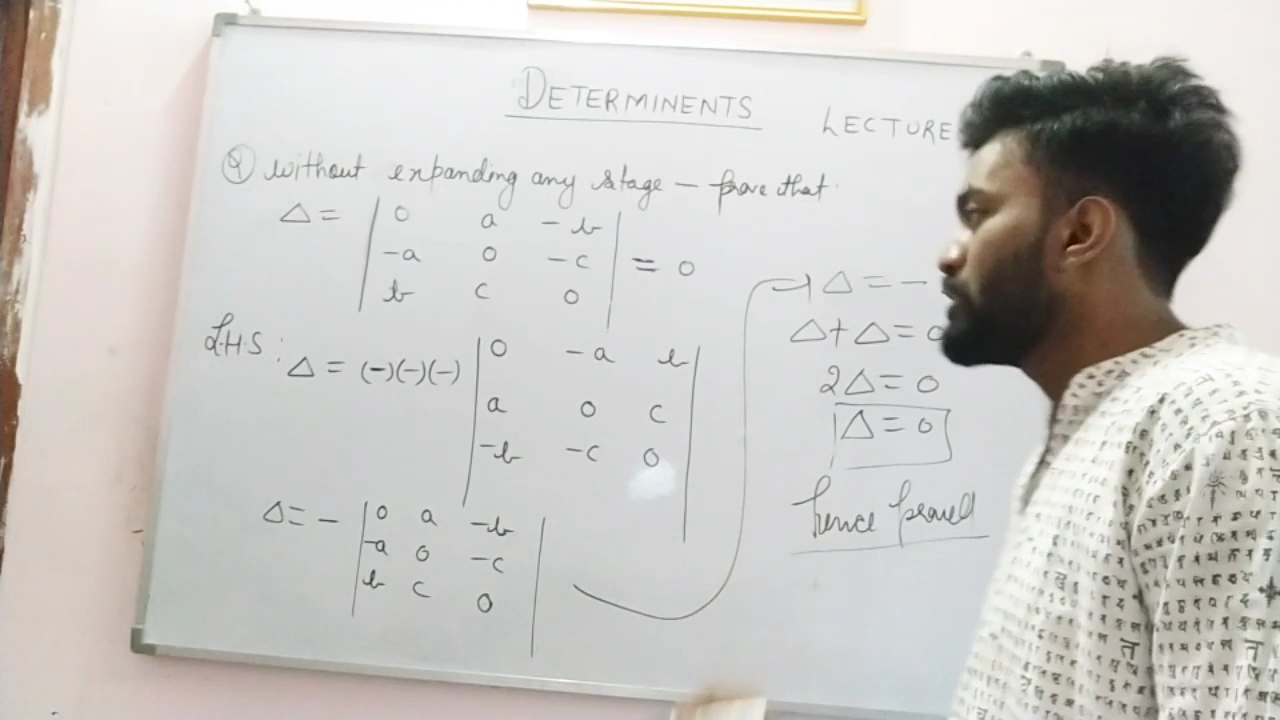 DETERMINENTS
LECTURE
Q without expanding any stage – prove that
Δ = | 0 a -b |
| -a 0 -c | = 0
| b c 0 |
L.H.S :
Δ = (-)(-)(-) | 0 -a b |
| a 0 c |
| -b -c 0 |
Δ = - | 0 a -b |
| -a 0 -c |
| b c 0 |
Δ = -
Δ + Δ = 0
2Δ = 0
Δ = 0
hence proved